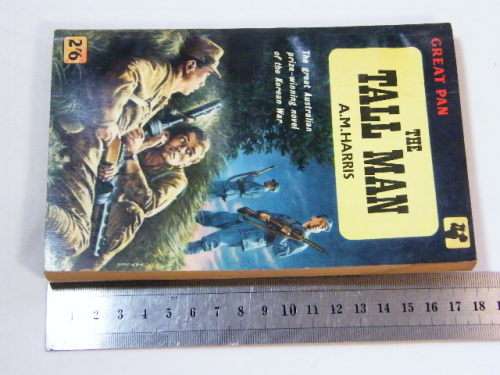 GREAT PAN
THE
TALL MAN
A.M.HARRIS
The great Australian
prize-winning novel
of the Korean War
2/6
1 2 3 4 5 6 7 8 9 10 11 12 13 14 15 16 17 18